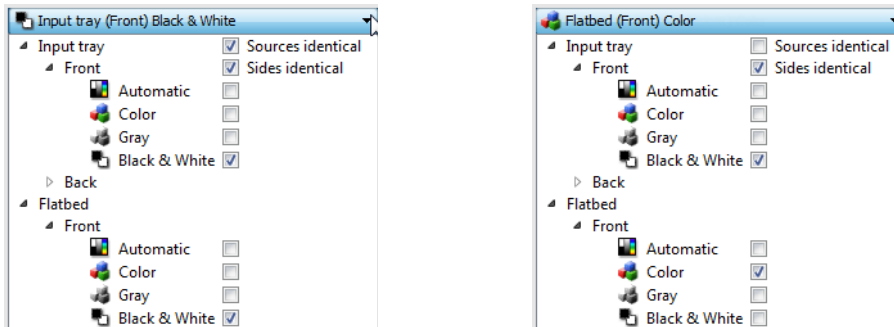 Input tray (Front) Black & White
Input tray Sources identical
Front Sides identical
Automatic
Color
Gray
Black & White
Back
Flatbed
Front
Automatic
Color
Gray
Black & White
Flatbed (Front) Color
Input tray Sources identical
Front Sides identical
Automatic
Color
Gray
Black & White
Back
Flatbed
Front
Automatic
Color
Gray
Black & White